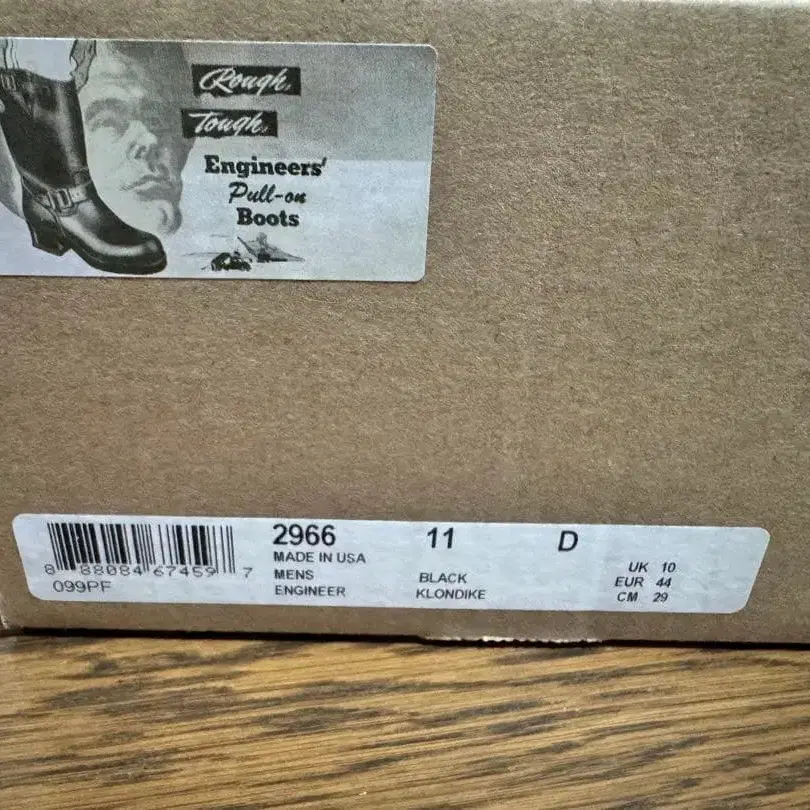 Rough,
Tough,
Engineers'
Pull-on
Boots
2966 11 D
MADE IN USA
8 88084 67459 7
MENS BLACK UK 10
099PF
ENGINEER KLONDIKE EUR 44
CM 29